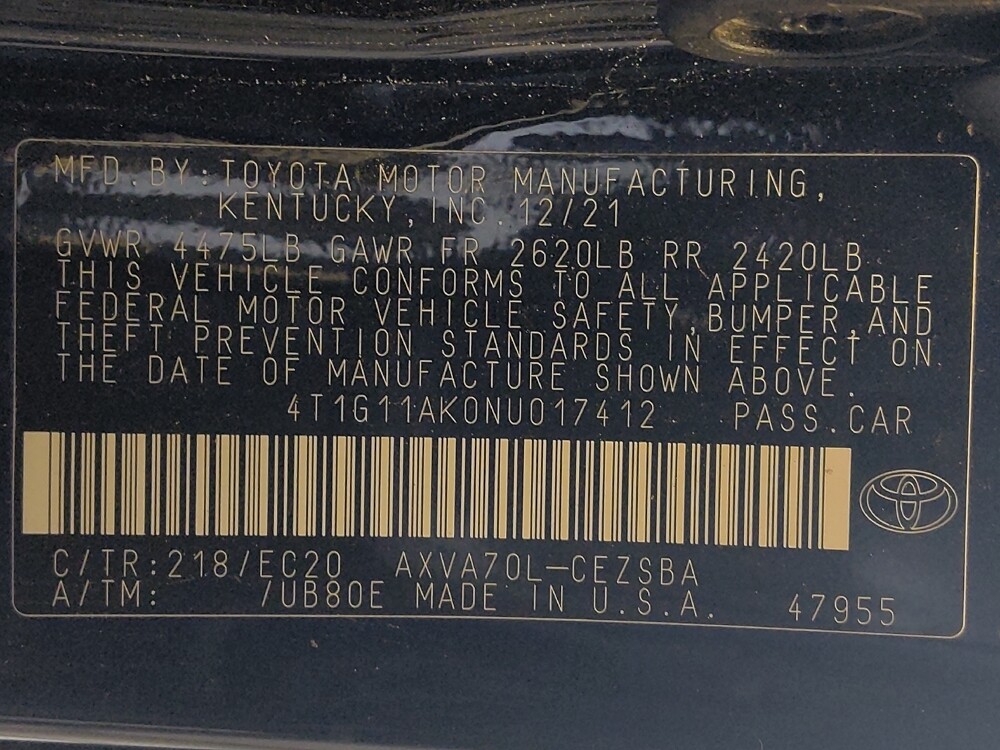 MFD.BY:TOYOTA MOTOR MANUFACTURING,
KENTUCKY,INC. 12/21
GVWR 4475LB GAWR FR 2620LB RR 2420LB
THIS VEHICLE CONFORMS TO ALL APPLICABLE
FEDERAL MOTOR VEHICLE SAFETY,BUMPER,AND
THEFT PREVENTION STANDARDS IN EFFECT ON
THE DATE OF MANUFACTURE SHOWN ABOVE.
4T1G11AK0NU017412 PASS.CAR
C/TR:218/EC20 AXVA70L-CEZSBA
A/TM: /UB80E MADE IN U.S.A. 47955